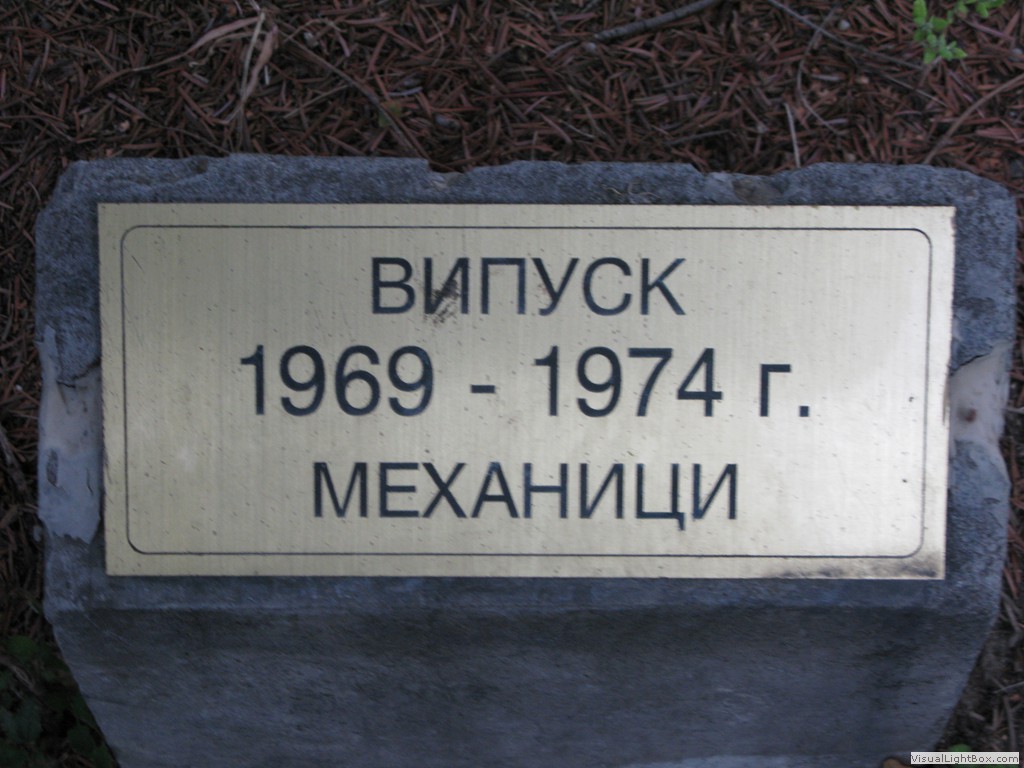 ВИПУСК
1969 - 1974 г.
МЕХАНИЦИ
VisualLightBox.com